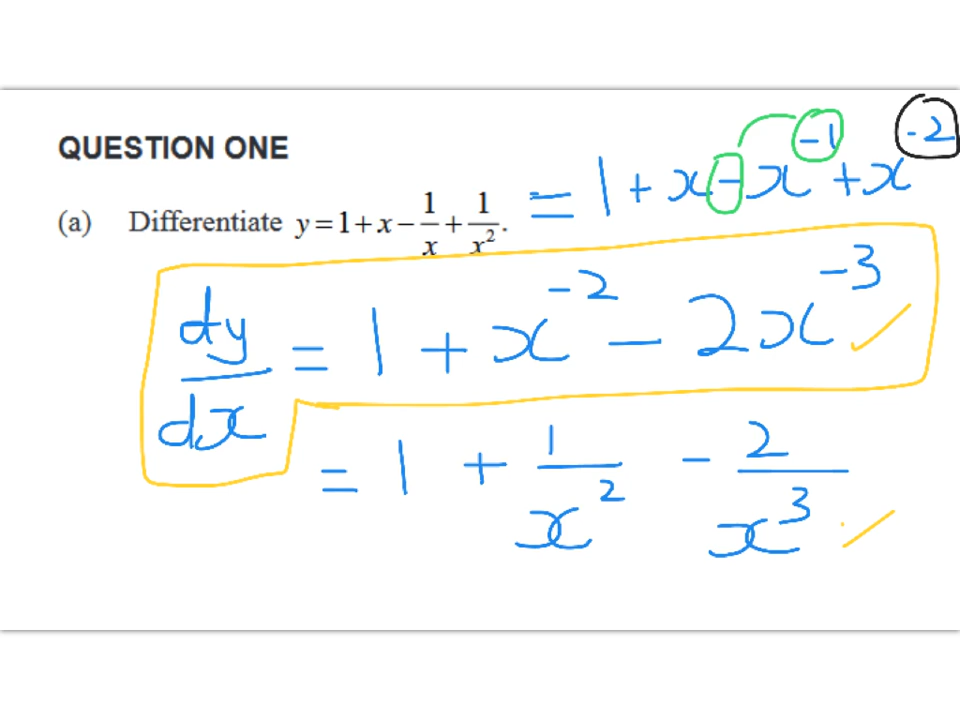 QUESTION ONE
(a) Differentiate y = 1 + x − 1/x + 1/x². = 1 + x − x⁻¹ + x⁻²
dy/dx = 1 + x⁻² − 2x⁻³ ✓
= 1 + 1/x² − 2/x³ ✓